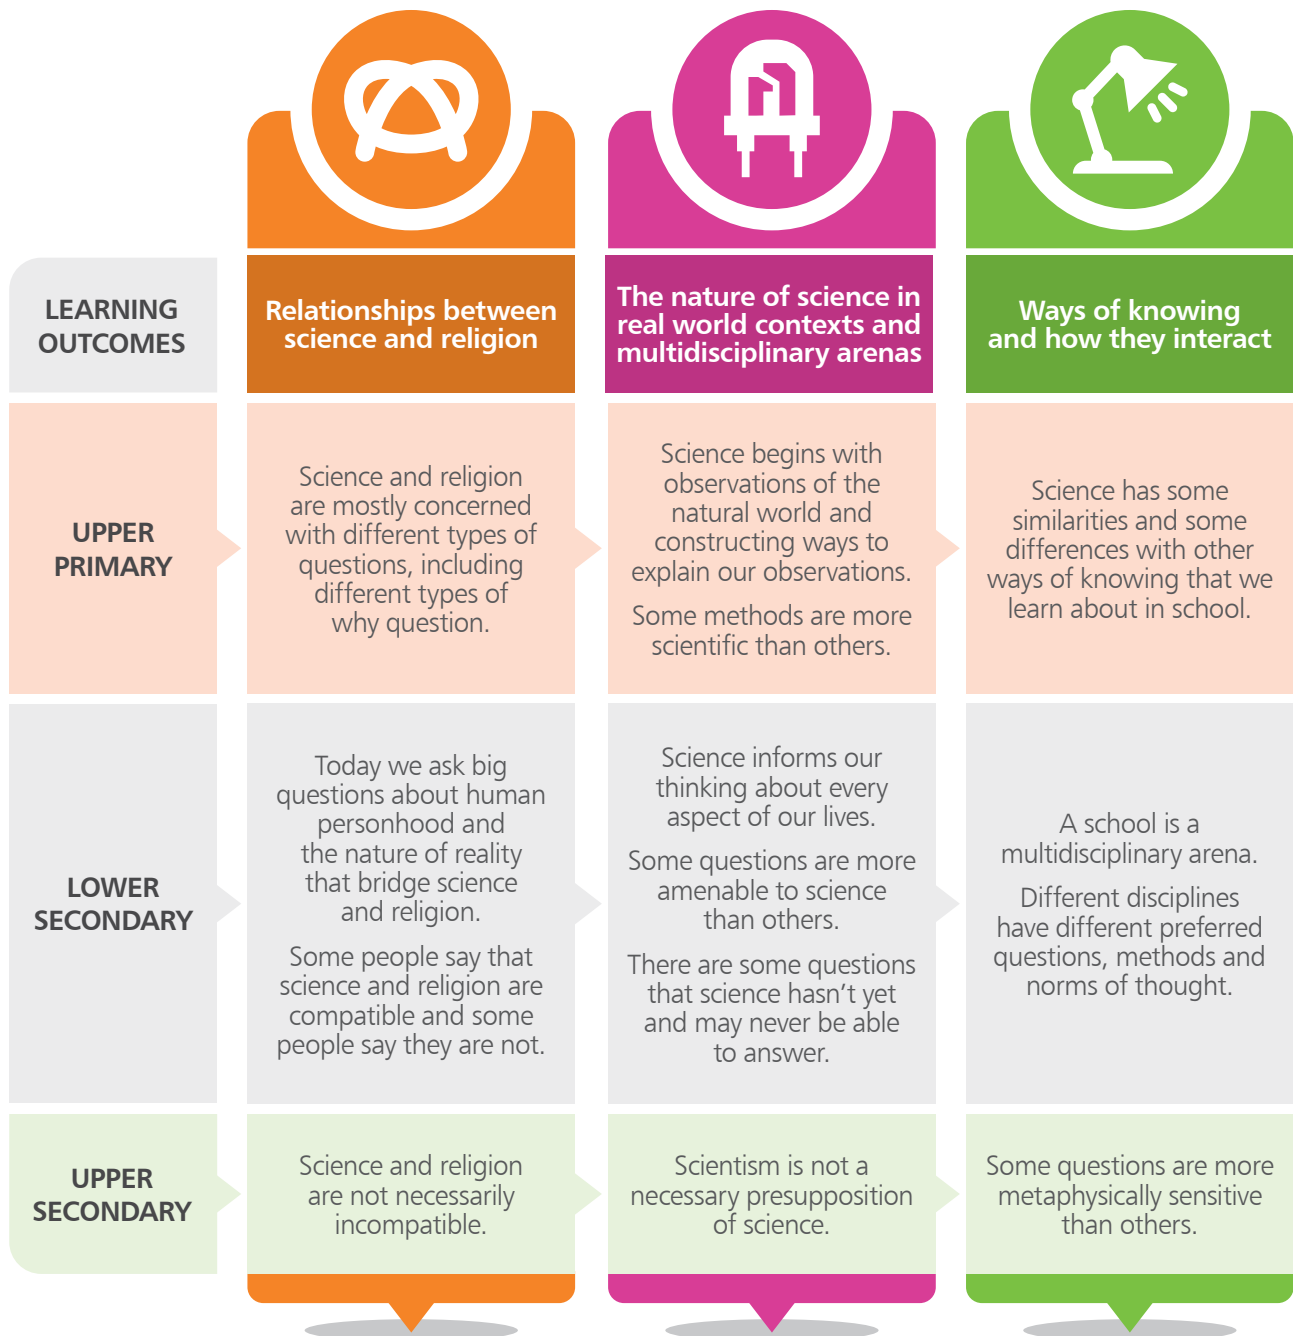 LEARNING
OUTCOMES
Relationships between
science and religion
The nature of science in
real world contexts and
multidisciplinary arenas
Ways of knowing
and how they interact
UPPER
PRIMARY
Science and religion
are mostly concerned
with different types of
questions, including
different types of
why question.
Science begins with
observations of the
natural world and
constructing ways to
explain our observations.
Some methods are more
scientific than others.
Science has some
similarities and some
differences with other
ways of knowing that we
learn about in school.
LOWER
SECONDARY
Today we ask big
questions about human
personhood and
the nature of reality
that bridge science
and religion.
Some people say that
science and religion are
compatible and some
people say they are not.
Science informs our
thinking about every
aspect of our lives.
Some questions are more
amenable to science
than others.
There are some questions
that science hasn’t yet
and may never be able
to answer.
A school is a
multidisciplinary arena.
Different disciplines
have different preferred
questions, methods and
norms of thought.
UPPER
SECONDARY
Science and religion
are not necessarily
incompatible.
Scientism is not a
necessary presupposition
of science.
Some questions are more
metaphysically sensitive
than others.